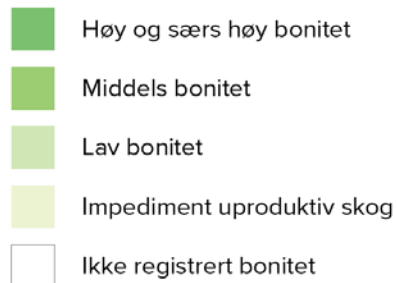 Høy og særs høy bonitet
Middels bonitet
Lav bonitet
Impediment uproduktiv skog
Ikke registrert bonitet